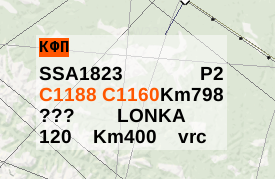 КФП
SSA1823 P2
C1188 C1160Km798
??? LONKA
120 Km400 vrc